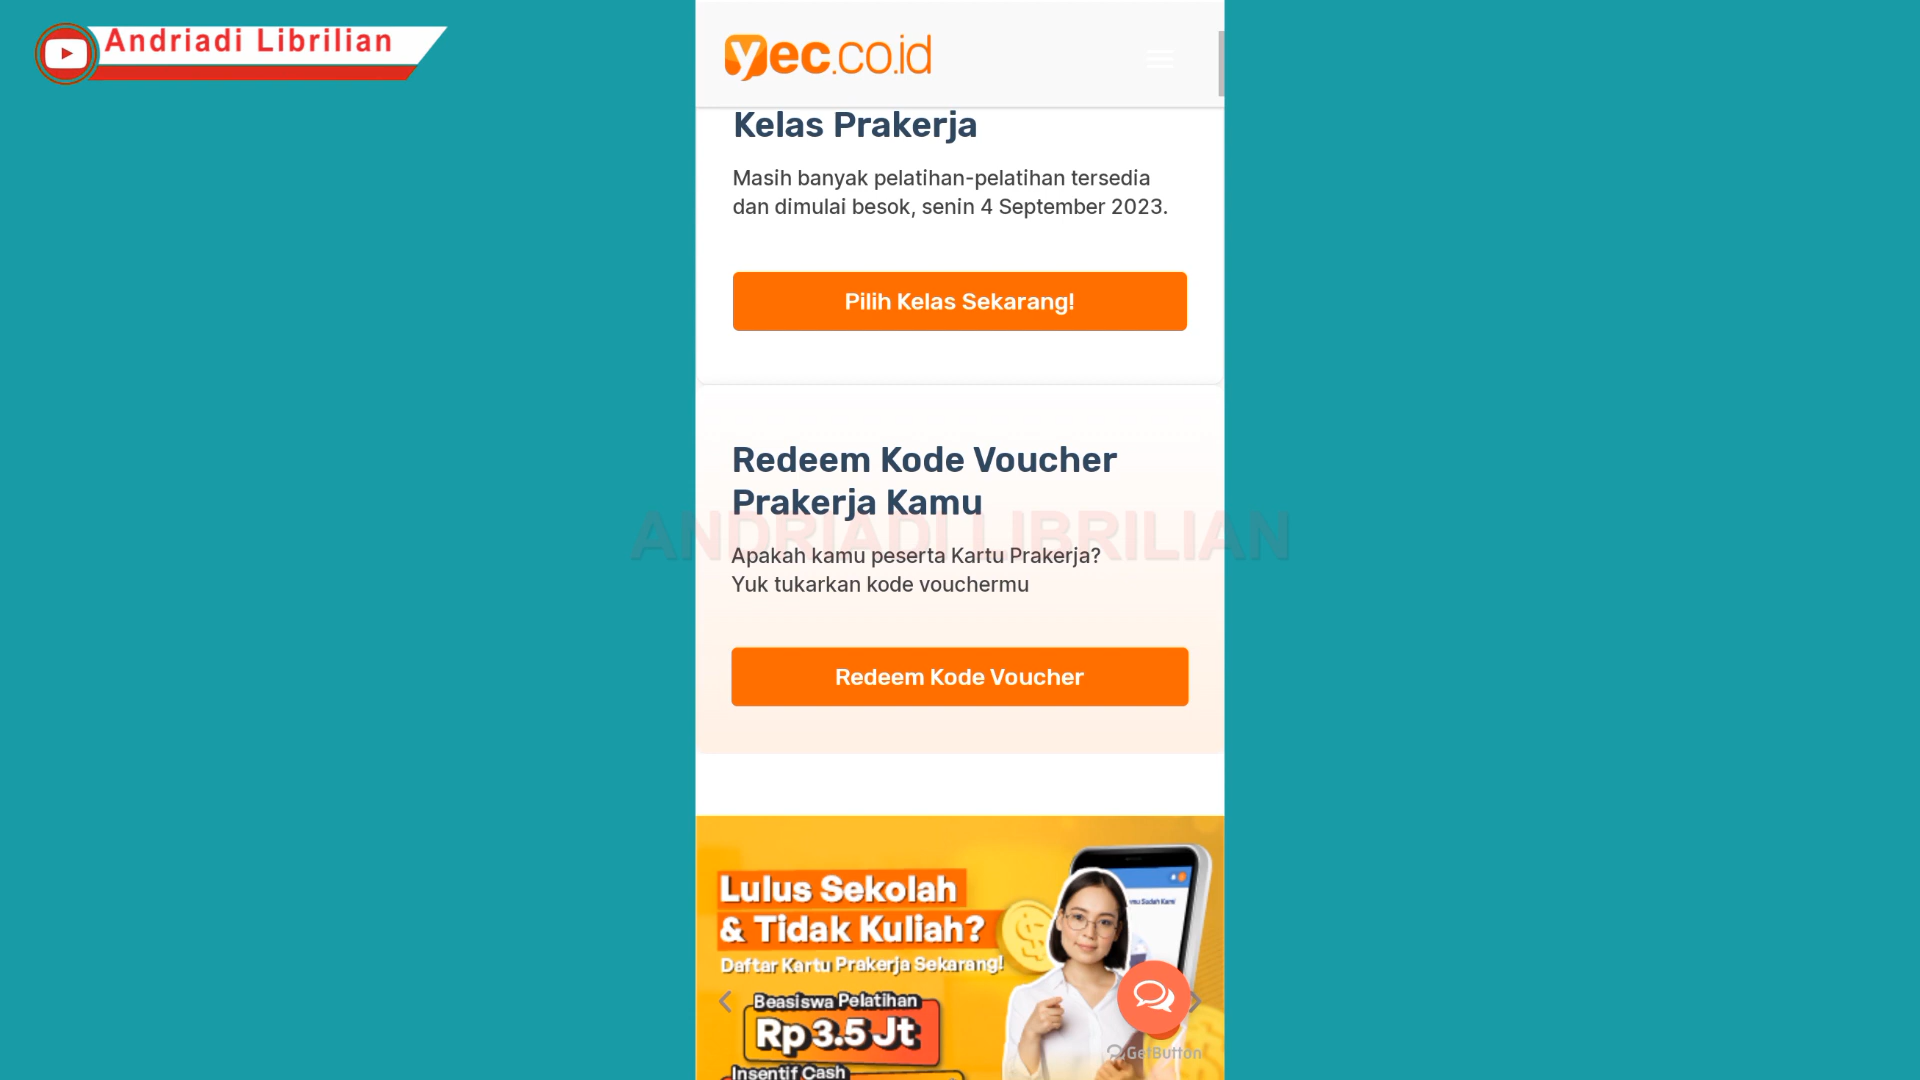 Andriadi Librilian
yec.co.id
Kelas Prakerja
Masih banyak pelatihan-pelatihan tersedia
dan dimulai besok, senin 4 September 2023.
Pilih Kelas Sekarang!
Redeem Kode Voucher
Prakerja Kamu
ANDRIADI LIBRILIAN
Apakah kamu peserta Kartu Prakerja?
Yuk tukarkan kode vouchermu
Redeem Kode Voucher
Lulus Sekolah
& Tidak Kuliah?
Daftar Kartu Prakerja Sekarang!
Beasiswa Pelatihan
Rp 3.5 Jt
GetButton
Insentif Cash